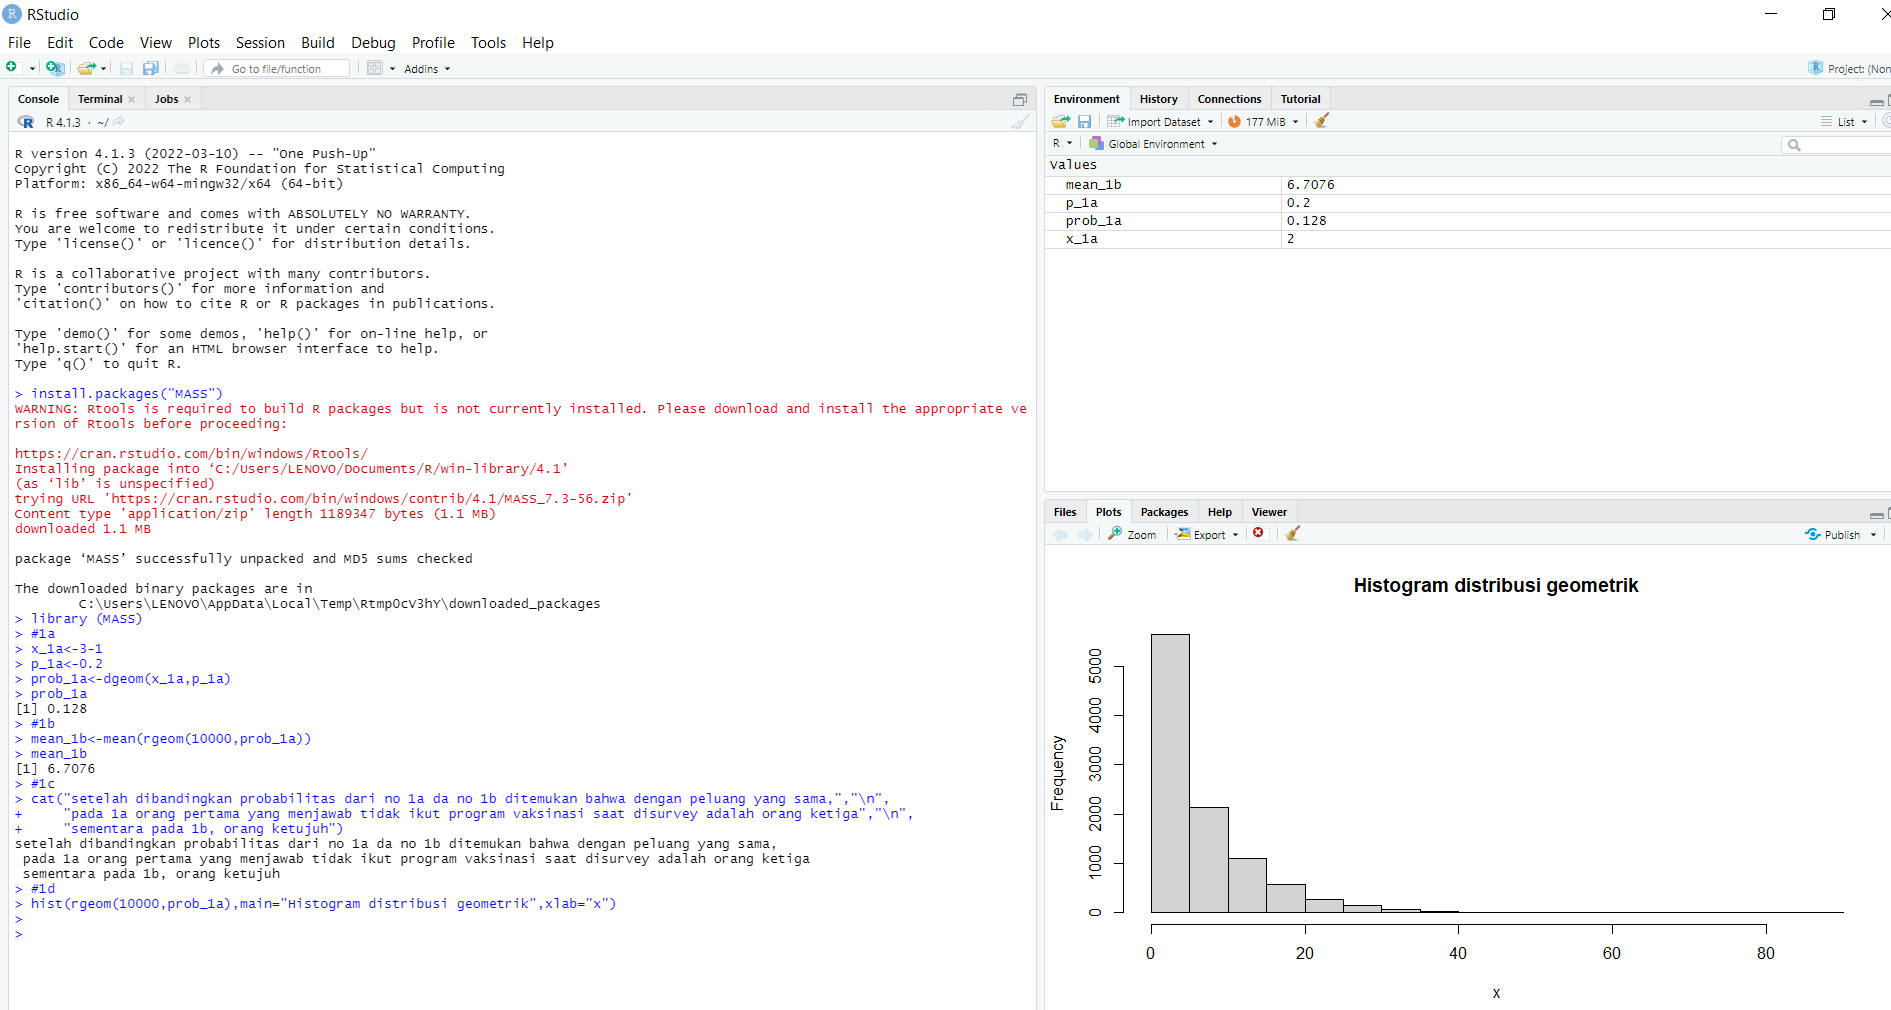 RStudio
File Edit Code View Plots Session Build Debug Profile Tools Help
Go to file/function Addins Project: (Non
Console Terminal Jobs
R 4.1.3 · ~/
R version 4.1.3 (2022-03-10) -- "One Push-Up"
Copyright (C) 2022 The R Foundation for Statistical Computing
Platform: x86_64-w64-mingw32/x64 (64-bit)
R is free software and comes with ABSOLUTELY NO WARRANTY.
You are welcome to redistribute it under certain conditions.
Type 'license()' or 'licence()' for distribution details.
R is a collaborative project with many contributors.
Type 'contributors()' for more information and
'citation()' on how to cite R or R packages in publications.
Type 'demo()' for some demos, 'help()' for on-line help, or
'help.start()' for an HTML browser interface to help.
Type 'q()' to quit R.
> install.packages("MASS")
WARNING: Rtools is required to build R packages but is not currently installed. Please download and install the appropriate ve
rsion of Rtools before proceeding:
https://cran.rstudio.com/bin/windows/Rtools/
Installing package into ‘C:/Users/LENOVO/Documents/R/win-library/4.1’
(as ‘lib’ is unspecified)
trying URL 'https://cran.rstudio.com/bin/windows/contrib/4.1/MASS_7.3-56.zip'
Content type 'application/zip' length 1189347 bytes (1.1 MB)
downloaded 1.1 MB
package ‘MASS’ successfully unpacked and MD5 sums checked
The downloaded binary packages are in
C:\Users\LENOVO\AppData\Local\Temp\Rtmp0cV3hY\downloaded_packages
> library (MASS)
> #1a
> x_1a<-3-1
> p_1a<-0.2
> prob_1a<-dgeom(x_1a,p_1a)
> prob_1a
[1] 0.128
> #1b
> mean_1b<-mean(rgeom(10000,prob_1a))
> mean_1b
[1] 6.7076
> #1c
> cat("setelah dibandingkan probabilitas dari no 1a da no 1b ditemukan bahwa dengan peluang yang sama,","\n",
+ "pada 1a orang pertama yang menjawab tidak ikut program vaksinasi saat disurvey adalah orang ketiga","\n",
+ "sementara pada 1b, orang ketujuh")
setelah dibandingkan probabilitas dari no 1a da no 1b ditemukan bahwa dengan peluang yang sama,
pada 1a orang pertama yang menjawab tidak ikut program vaksinasi saat disurvey adalah orang ketiga
sementara pada 1b, orang ketujuh
> #1d
> hist(rgeom(10000,prob_1a),main="Histogram distribusi geometrik",xlab="x")
>
>
Environment History Connections Tutorial
Import Dataset 177 MiB List
R Global Environment
Values
mean_1b 6.7076
p_1a 0.2
prob_1a 0.128
x_1a 2
Files Plots Packages Help Viewer
Zoom Export Publish
Histogram distribusi geometrik
Frequency
5000
4000
3000
2000
1000
0
0 20 40 60 80
x